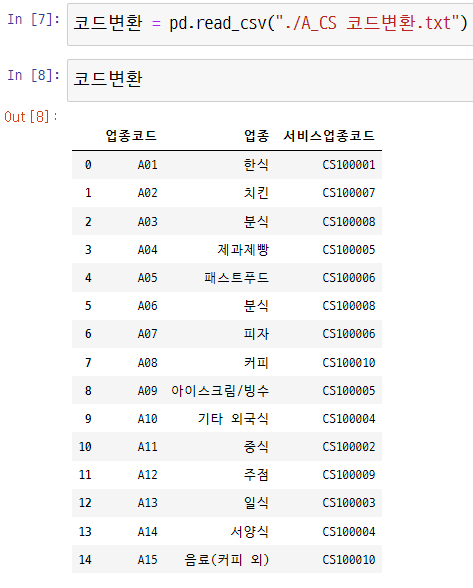 In [7]: 코드변환 = pd.read_csv("./A_CS 코드변환.txt")
In [8]: 코드변환
Out [8]:
업종코드 업종 서비스업종코드
0 A01 한식 CS100001
1 A02 치킨 CS100007
2 A03 분식 CS100008
3 A04 제과제빵 CS100005
4 A05 패스트푸드 CS100006
5 A06 분식 CS100008
6 A07 피자 CS100006
7 A08 커피 CS100010
8 A09 아이스크림/빙수 CS100005
9 A10 기타 외국식 CS100004
10 A11 중식 CS100002
11 A12 주점 CS100009
12 A13 일식 CS100003
13 A14 서양식 CS100004
14 A15 음료(커피 외) CS100010